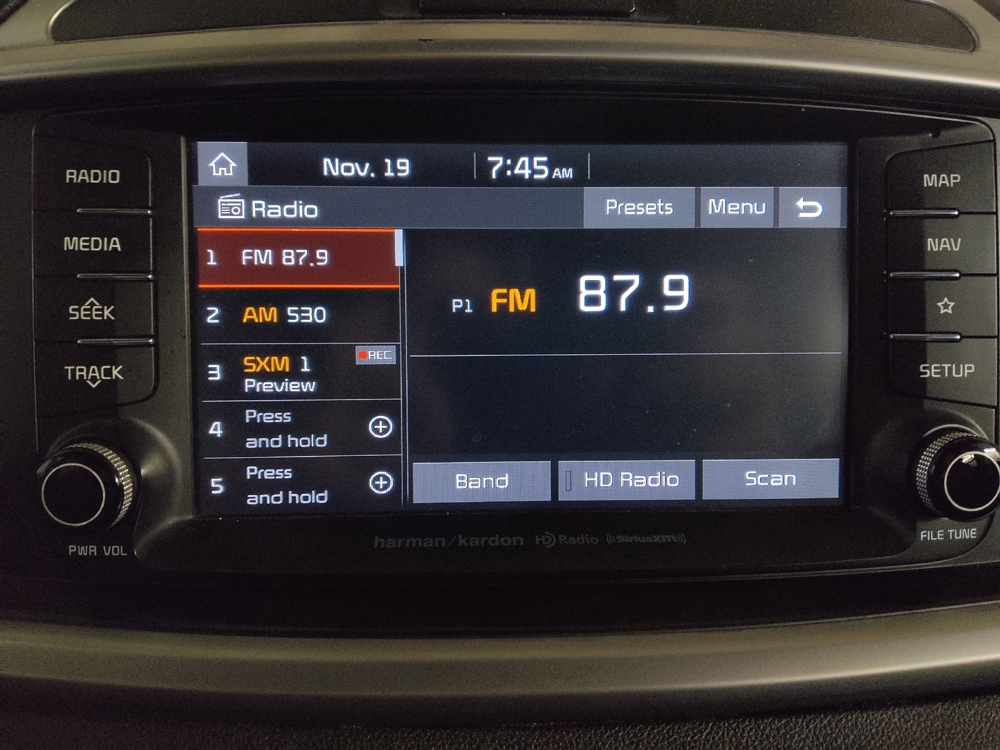 RADIO
MEDIA
SEEK
TRACK
PWR VOL
Nov. 19 7:45 AM
Radio Presets Menu
1 FM 87.9
2 AM 530
3 SXM 1 REC
Preview
4 Press
and hold
5 Press
and hold
P1 FM 87.9
Band HD Radio Scan
harman/kardon HD Radio ((SiriusXM))
MAP
NAV
SETUP
FILE TUNE